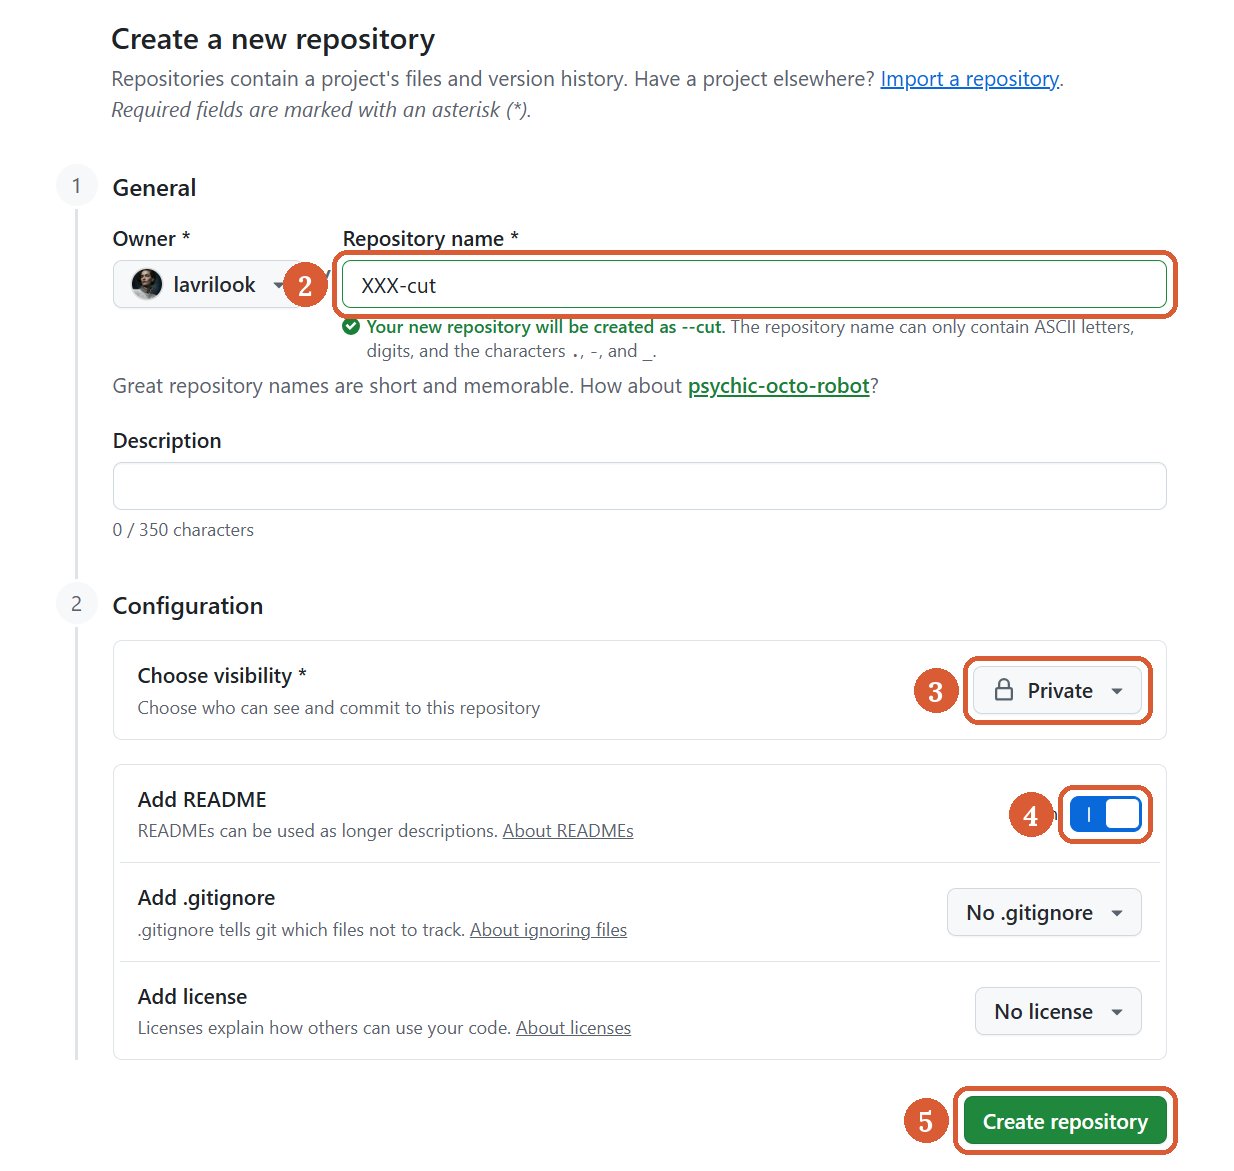 Create a new repository
Repositories contain a project's files and version history. Have a project elsewhere? Import a repository.
Required fields are marked with an asterisk (*).
1 General
Owner * Repository name *
lavrilook 2 XXX-cut
Your new repository will be created as --cut. The repository name can only contain ASCII letters,
digits, and the characters ., -, and _.
Great repository names are short and memorable. How about psychic-octo-robot?
Description
0 / 350 characters
2 Configuration
Choose visibility * 3 Private
Choose who can see and commit to this repository
Add README
READMEs can be used as longer descriptions. About READMEs 4
Add .gitignore
.gitignore tells git which files not to track. About ignoring files No .gitignore
Add license
Licenses explain how others can use your code. About licenses No license
5 Create repository